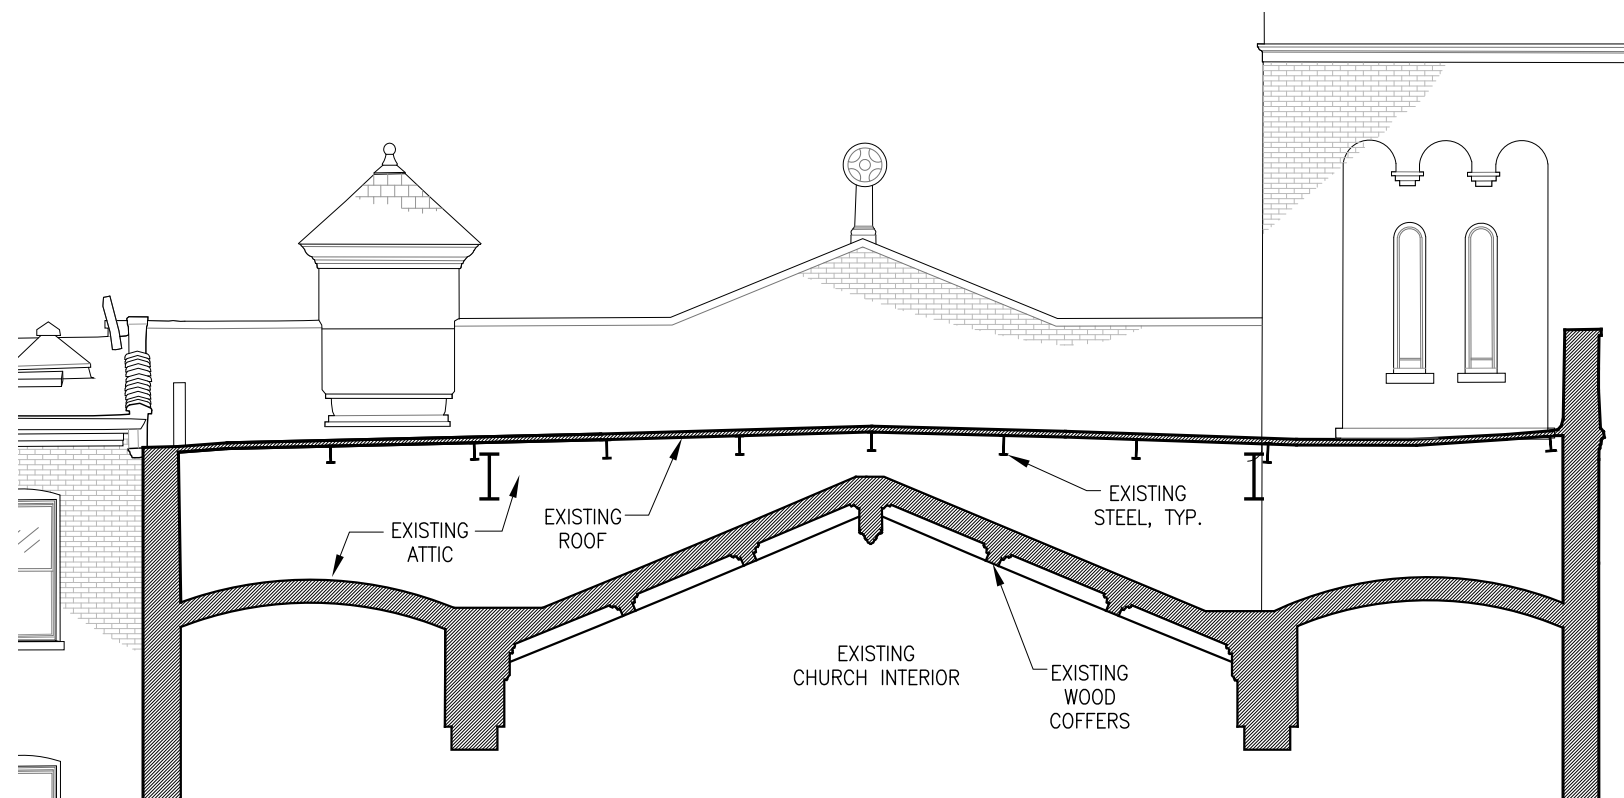 EXISTING
ATTIC
EXISTING
ROOF
EXISTING
STEEL, TYP.
EXISTING
CHURCH INTERIOR
EXISTING
WOOD
COFFERS